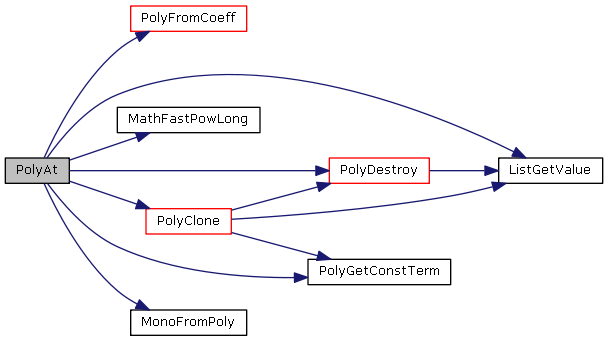 PolyFromCoeff
MathFastPowLong
PolyAt
PolyDestroy
ListGetValue
PolyClone
PolyGetConstTerm
MonoFromPoly